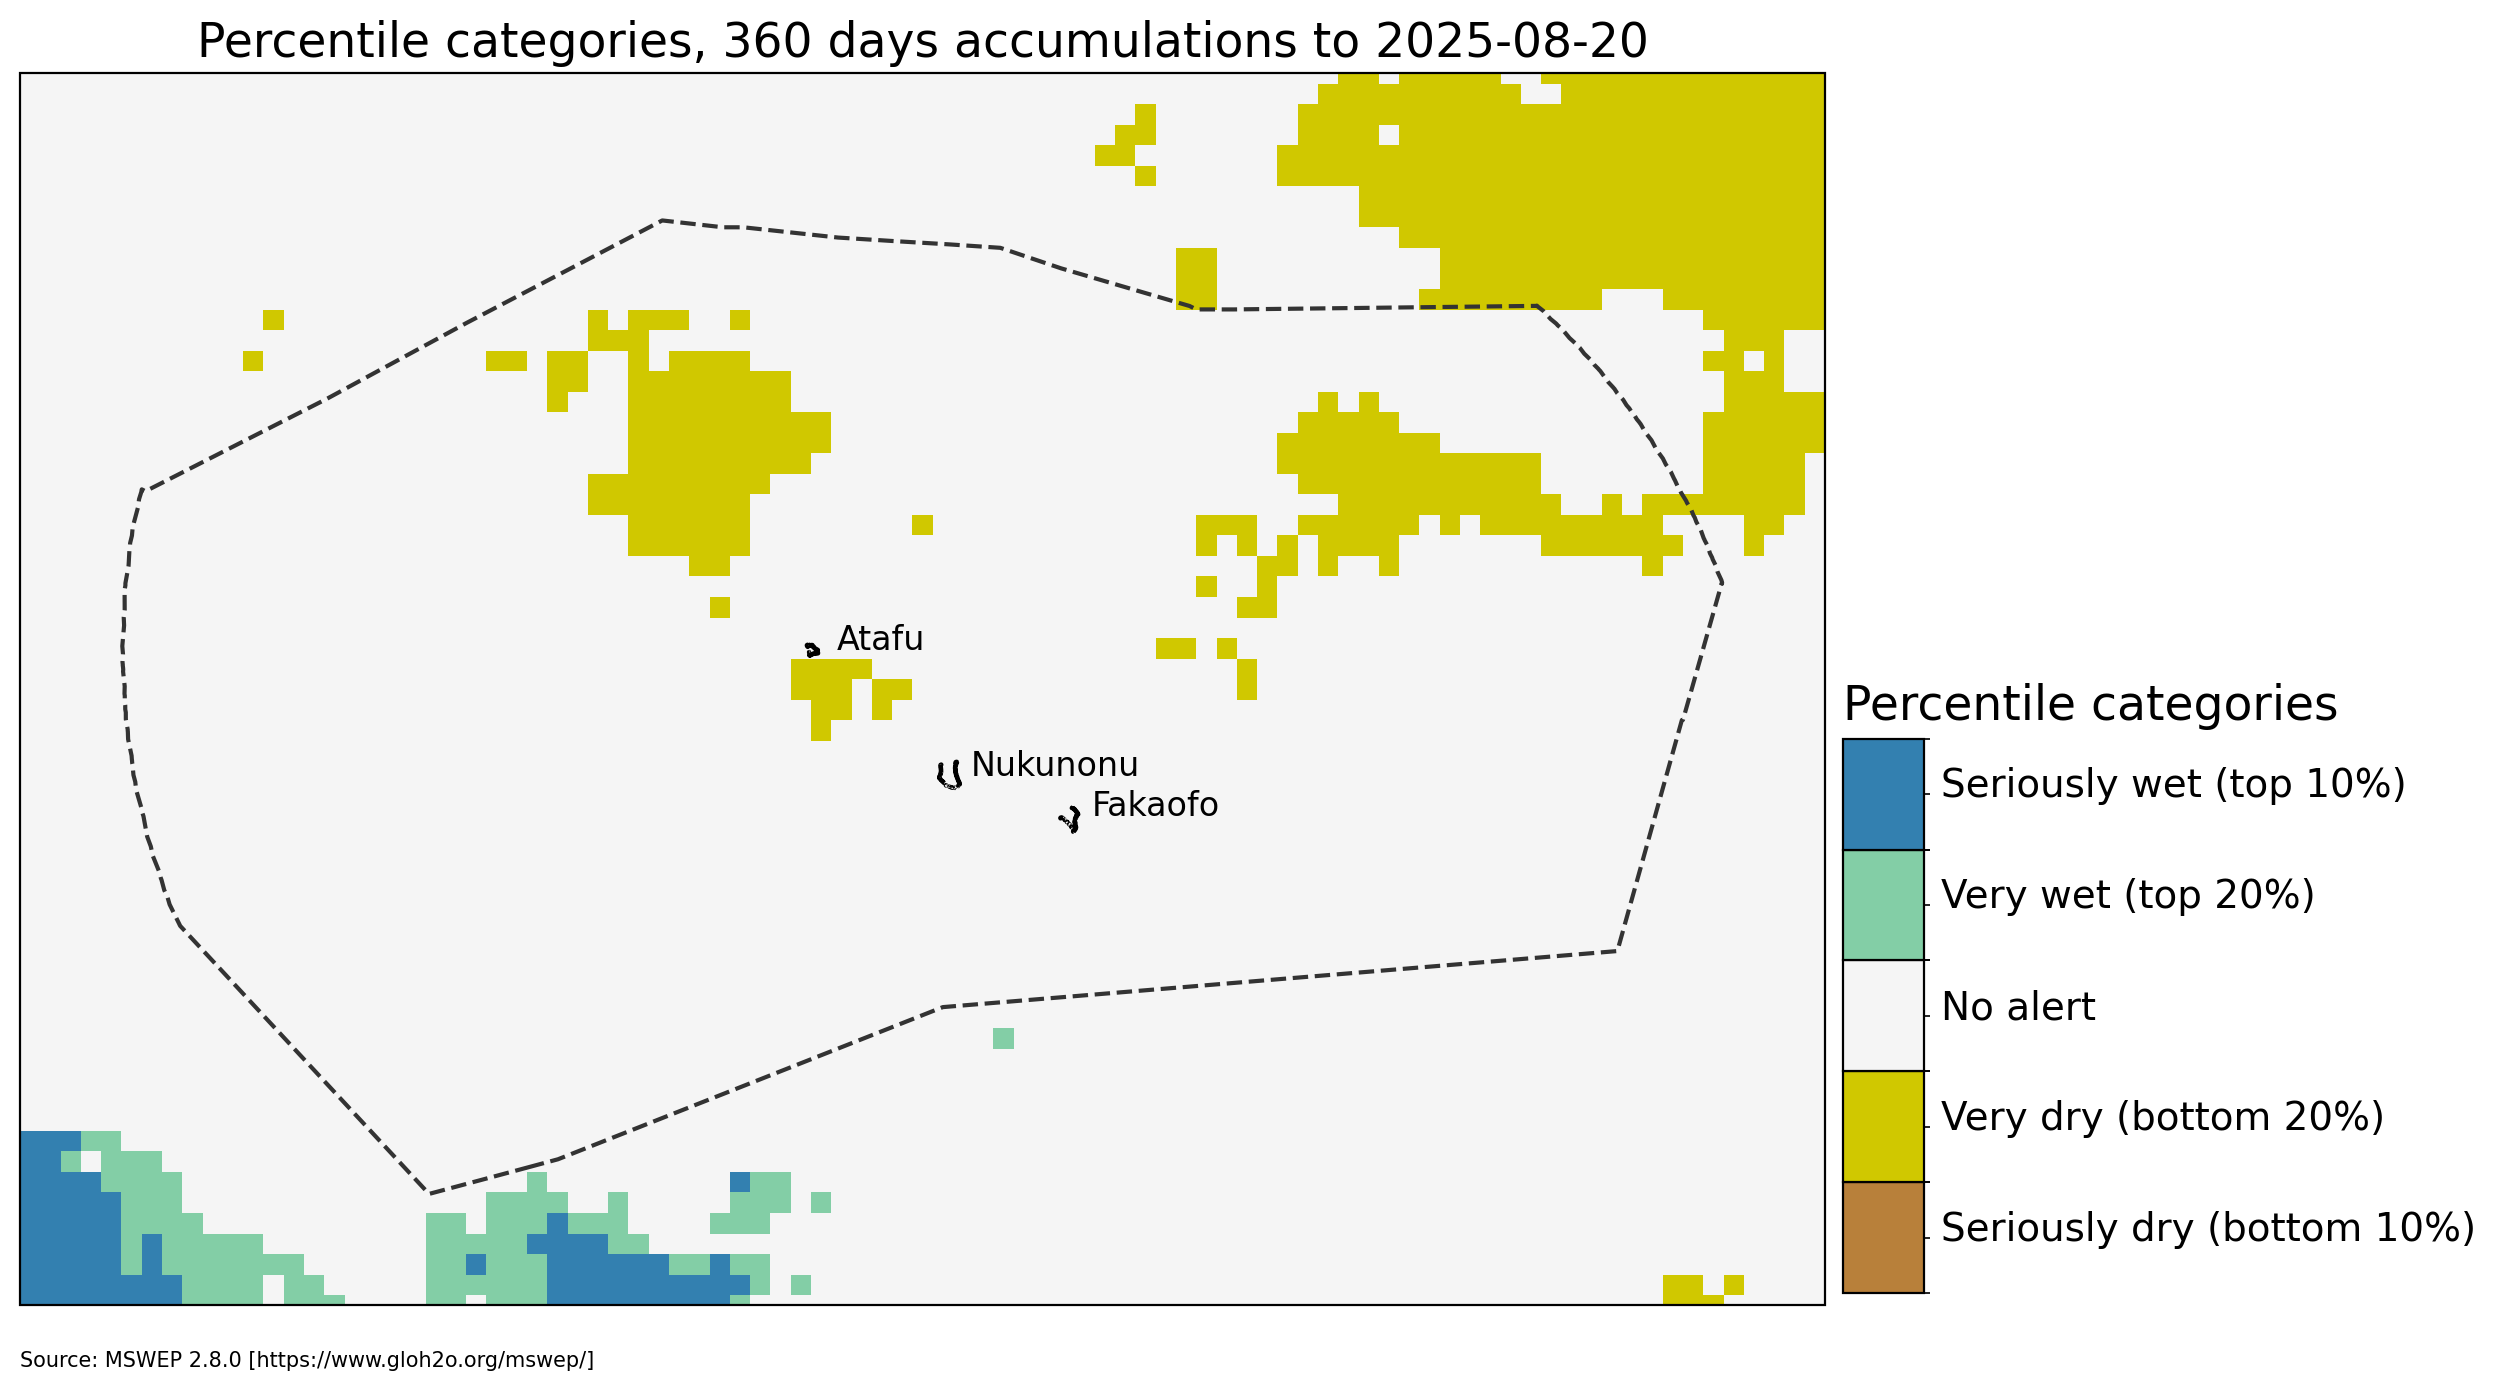 Percentile categories, 360 days accumulations to 2025-08-20
Atafu
Nukunonu
Fakaofo
Percentile categories
Seriously wet (top 10%)
Very wet (top 20%)
No alert
Very dry (bottom 20%)
Seriously dry (bottom 10%)
Source: MSWEP 2.8.0 [https://www.gloh2o.org/mswep/]